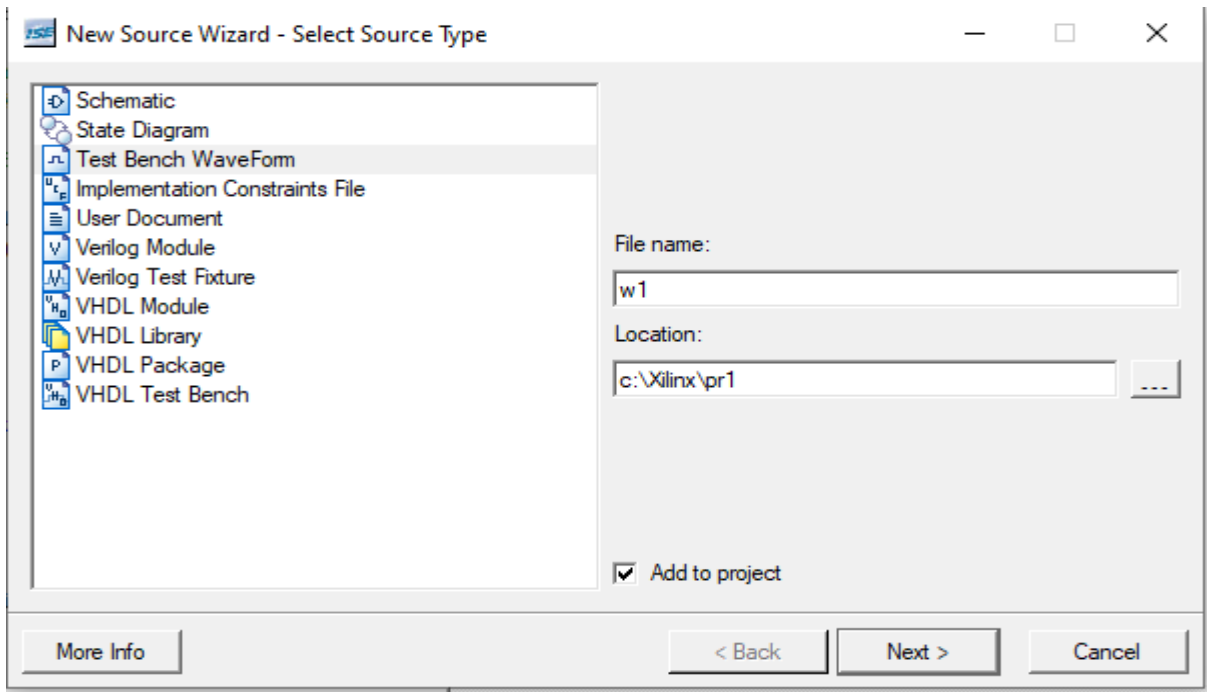 ISE New Source Wizard - Select Source Type
Schematic
State Diagram
Test Bench WaveForm
Implementation Constraints File
User Document
Verilog Module
Verilog Test Fixture
VHDL Module
VHDL Library
VHDL Package
VHDL Test Bench
File name:
w1
Location:
c:\Xilinx\pr1
...
Add to project
More Info
< Back
Next >
Cancel